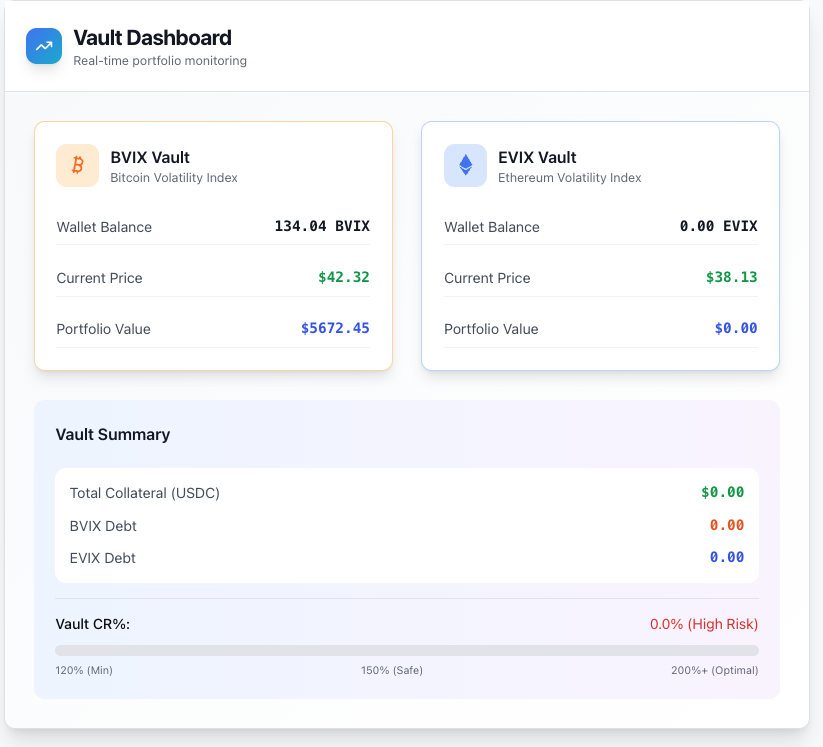 Vault Dashboard
Real-time portfolio monitoring
BVIX Vault
Bitcoin Volatility Index
Wallet Balance 134.04 BVIX
Current Price $42.32
Portfolio Value $5672.45
EVIX Vault
Ethereum Volatility Index
Wallet Balance 0.00 EVIX
Current Price $38.13
Portfolio Value $0.00
Vault Summary
Total Collateral (USDC) $0.00
BVIX Debt 0.00
EVIX Debt 0.00
Vault CR%: 0.0% (High Risk)
120% (Min) 150% (Safe) 200%+ (Optimal)